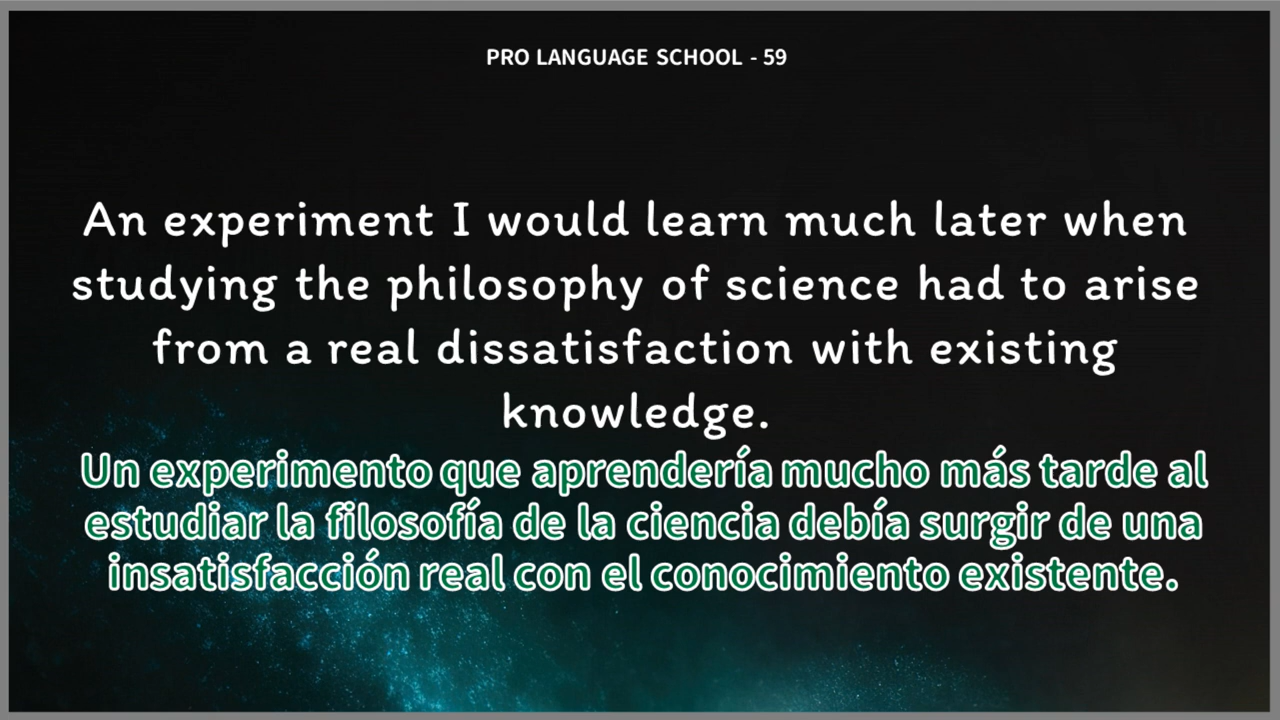 PRO LANGUAGE SCHOOL - 59
An experiment I would learn much later when
studying the philosophy of science had to arise
from a real dissatisfaction with existing
knowledge.
Un experimento que aprendería mucho más tarde al
estudiar la filosofía de la ciencia debía surgir de una
insatisfacción real con el conocimiento existente.